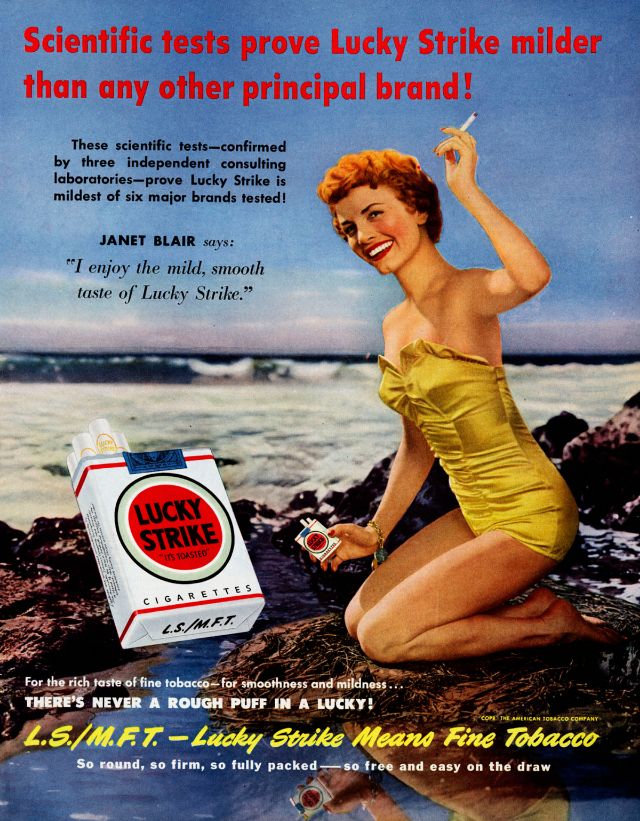 Scientific tests prove Lucky Strike milder
than any other principal brand!
These scientific tests—confirmed
by three independent consulting
laboratories—prove Lucky Strike is
mildest of six major brands tested!
JANET BLAIR says:
"I enjoy the mild, smooth
taste of Lucky Strike."
LUCKY
STRIKE
LUCKY
STRIKE
"IT'S TOASTED"
CIGARETTES
L.S./M.F.T.
LUCKY
STRIKE
For the rich taste of fine tobacco—for smoothness and mildness...
THERE'S NEVER A ROUGH PUFF IN A LUCKY!
COPR. THE AMERICAN TOBACCO COMPANY
L.S./M.F.T. — Lucky Strike Means Fine Tobacco
So round, so firm, so fully packed—so free and easy on the draw